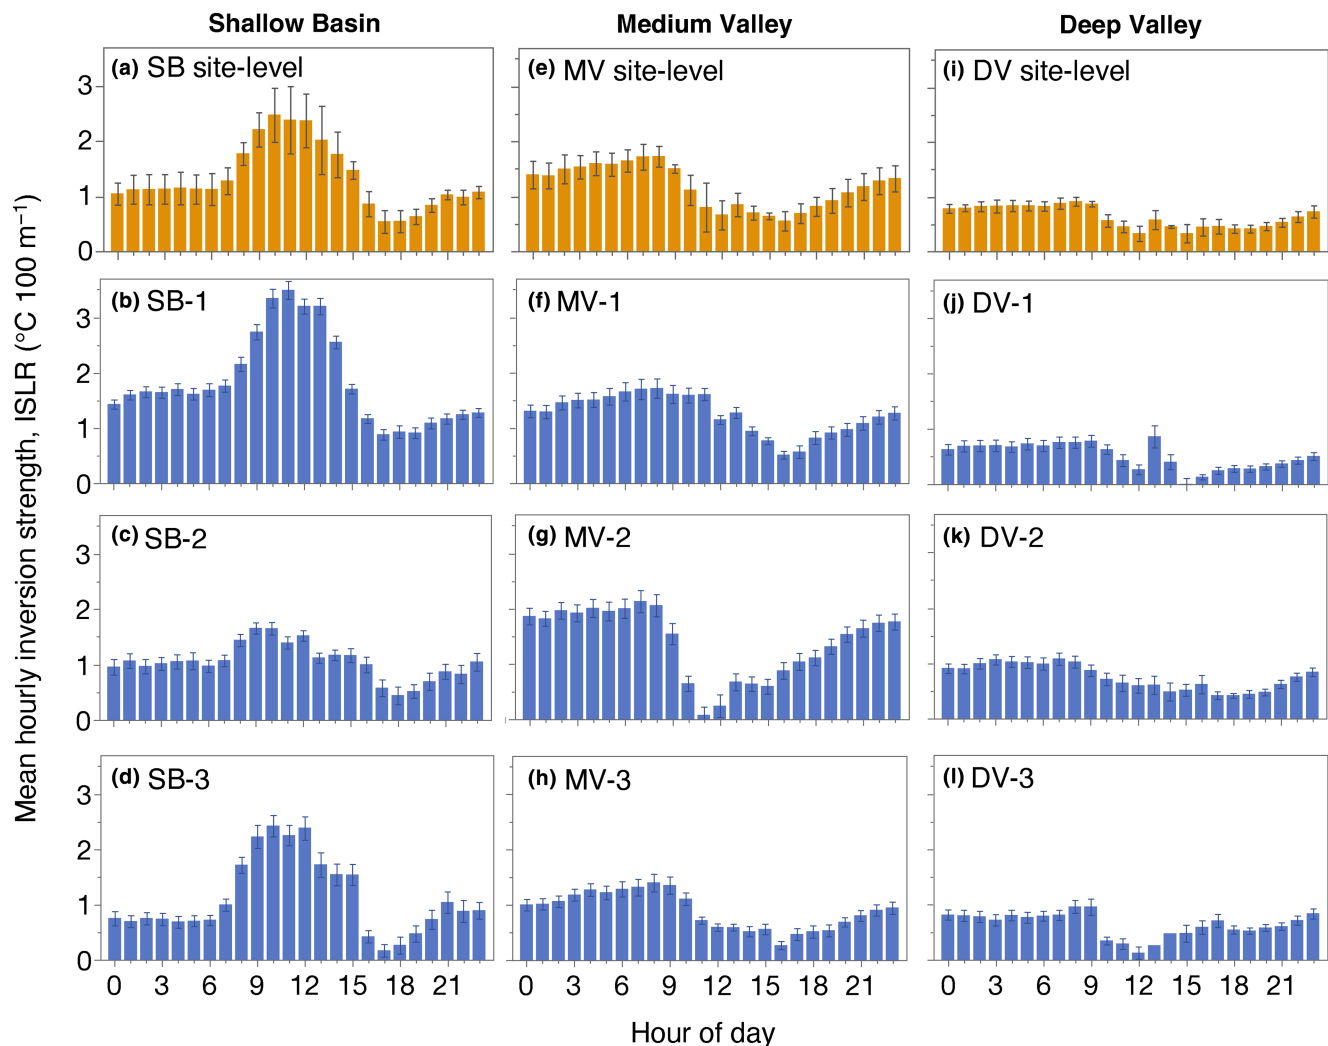 Shallow Basin Medium Valley Deep Valley
(a) SB site-level (e) MV site-level (i) DV site-level
3
2
1
0
(b) SB-1 (f) MV-1 (j) DV-1
3
2
1
0
(c) SB-2 (g) MV-2 (k) DV-2
3
2
1
0
(d) SB-3 (h) MV-3 (l) DV-3
3
2
1
0
Mean hourly inversion strength, ISLR (°C 100 m⁻¹)
0 3 6 9 12 15 18 21 0 3 6 9 12 15 18 21 0 3 6 9 12 15 18 21
Hour of day